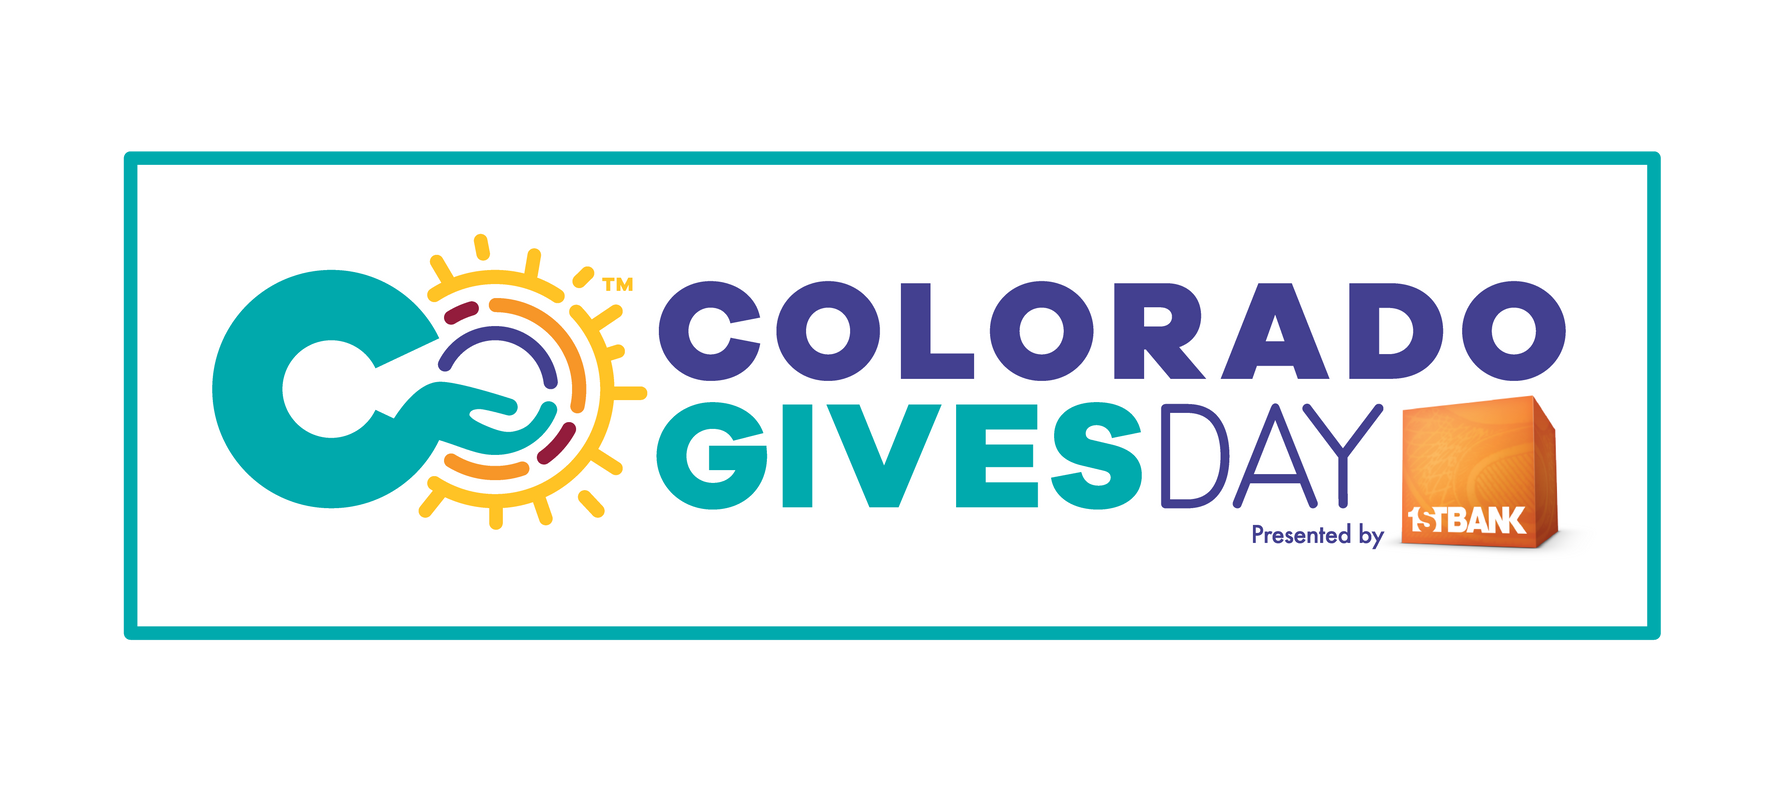 COLORADO
GIVESDAY
Presented by
1STBANK
TM